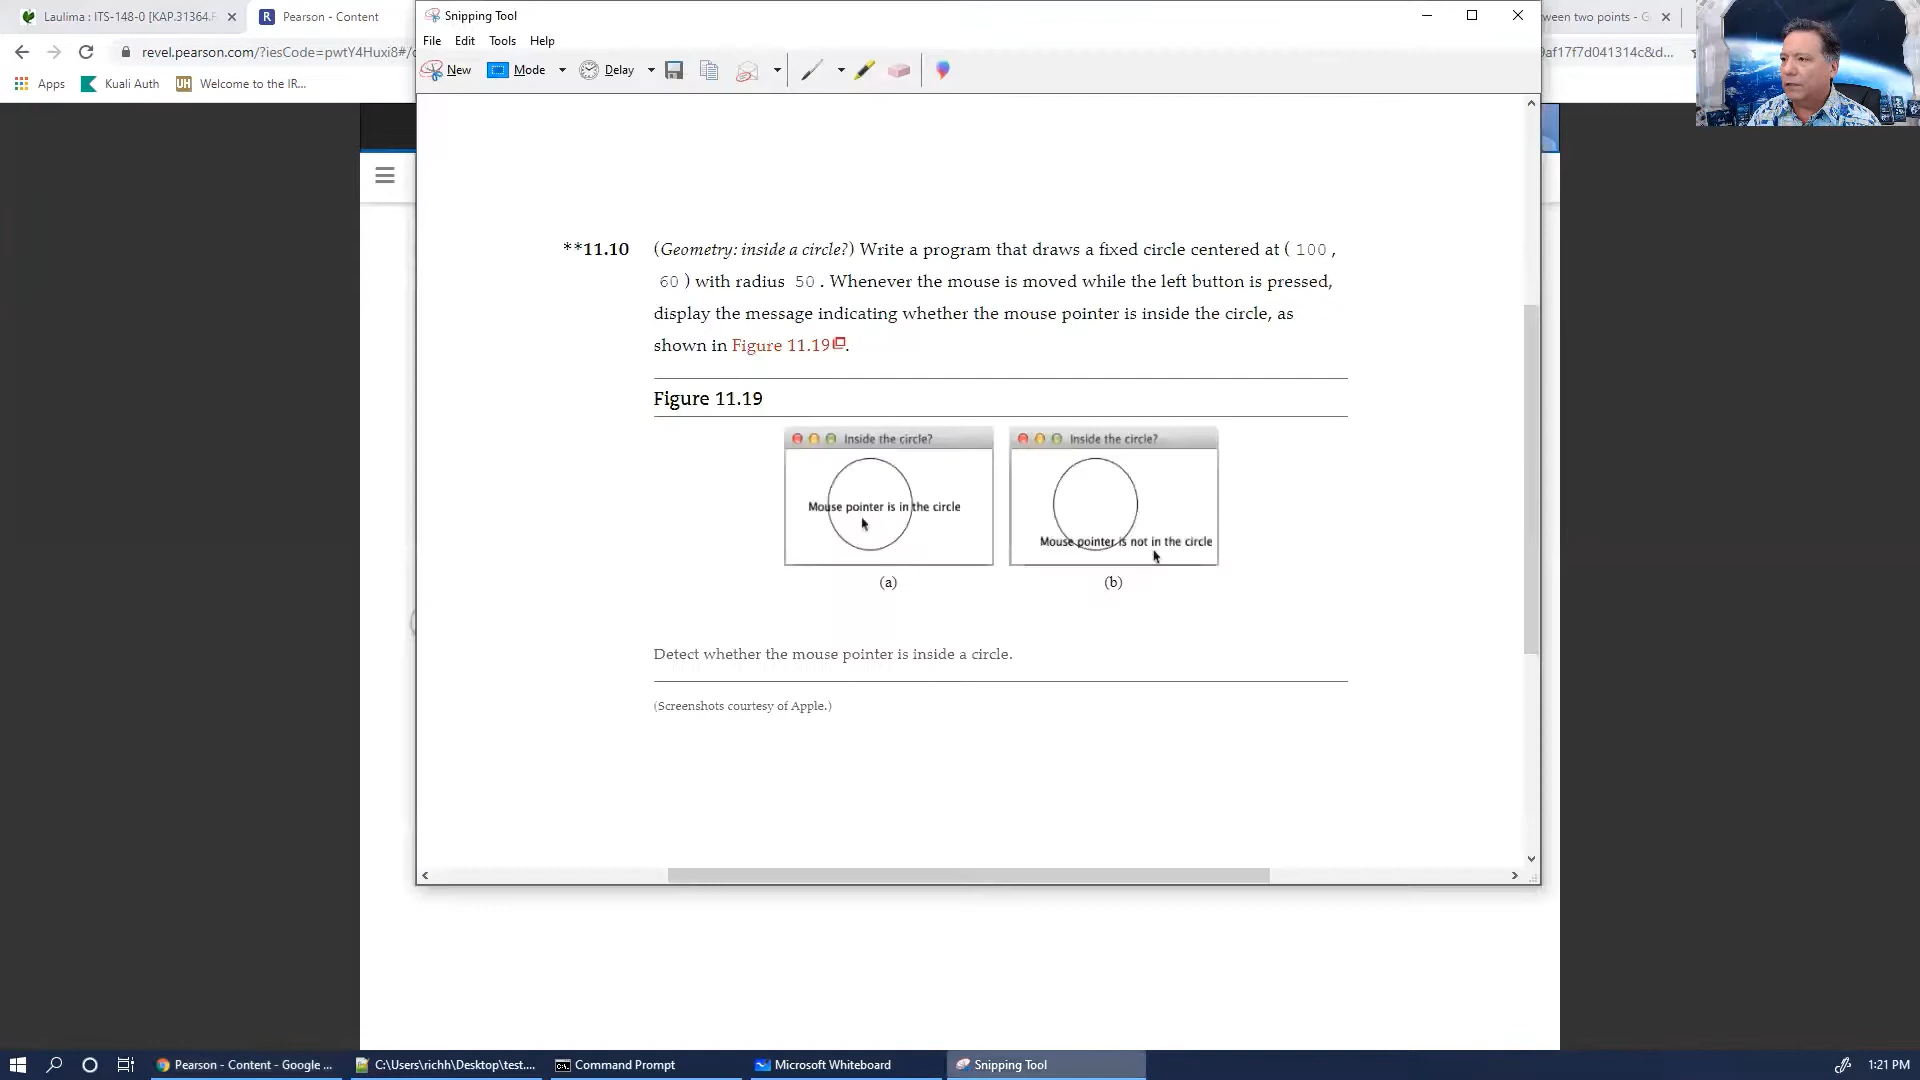 Laulima : ITS-148-0 [KAP.31364.F
Pearson - Content
Snipping Tool
ween two points - G
revel.pearson.com/?iesCode=pwtY4Huxi8#/c
9af17f7d041314c&d...
File Edit Tools Help
Apps Kuali Auth Welcome to the IR...
New Mode Delay
**11.10 (Geometry: inside a circle?) Write a program that draws a fixed circle centered at ( 100 ,
60 ) with radius 50 . Whenever the mouse is moved while the left button is pressed,
display the message indicating whether the mouse pointer is inside the circle, as
shown in Figure 11.19.
Figure 11.19
Inside the circle?
Mouse pointer is in the circle
(a)
Inside the circle?
Mouse pointer is not in the circle
(b)
Detect whether the mouse pointer is inside a circle.
(Screenshots courtesy of Apple.)
Pearson - Content - Google ...
C:\Users\richh\Desktop\test....
Command Prompt
Microsoft Whiteboard
Snipping Tool
1:21 PM